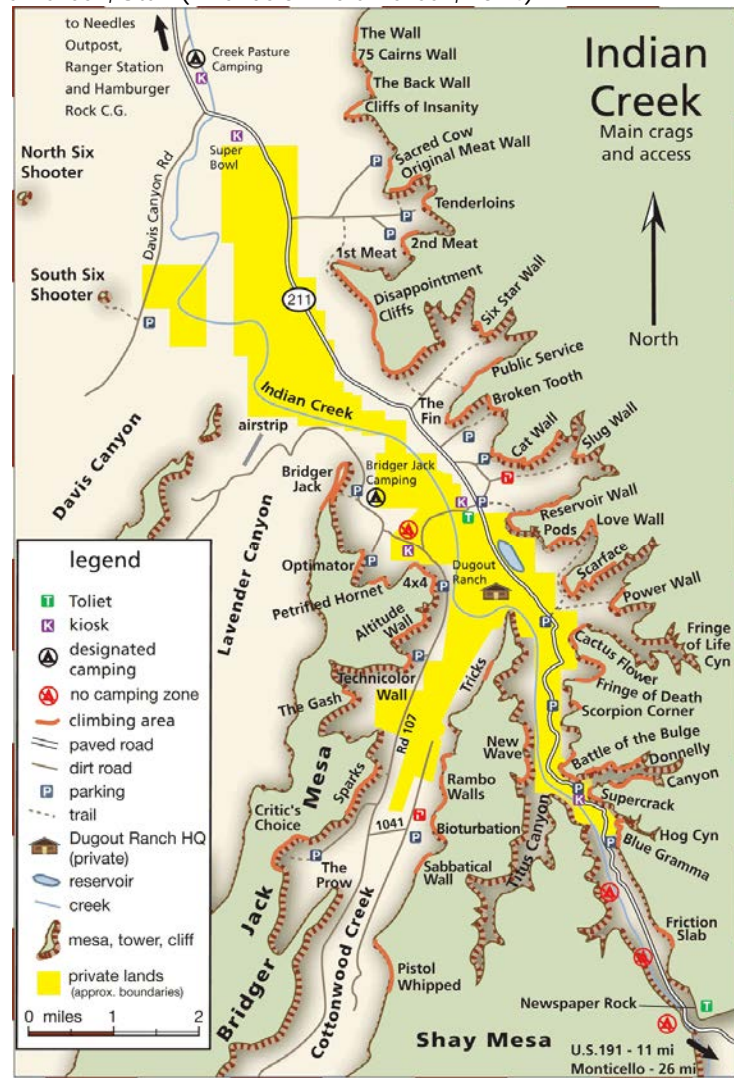 to Needles
Outpost,
Ranger Station
and Hamburger
Rock C.G.
Creek Pasture
Camping
K
The Wall
75 Cairns Wall
The Back Wall
Cliffs of Insanity
Indian
Creek
Main crags
and access
North
K
Super
Bowl
North Six
Shooter
Davis Canyon Rd
Sacred Cow
Original Meat Wall
P
Tenderloins
P
P
2nd Meat
1st Meat
South Six
Shooter
P
Disappointment
Cliffs
211
Six Star Wall
Public Service
Broken Tooth
The
Fin
Indian Creek
airstrip
P
Cat Wall
P
Slug Wall
Davis Canyon
Bridger
Jack
P
Bridger Jack
Camping
K
P
T
Reservoir Wall
Pods
Love Wall
Scarface
Power Wall
Lavender Canyon
Optimator
P
K
Petrified Hornet
4x4
P
Dugout
Ranch
P
Altitude
Wall
P
Fringe
of Life
Cyn
Cactus Flower
Fringe of Death
Scorpion Corner
P
Technicolor
Wall
The Gash
Tricks
Rd 107
New
Wave
Battle of the Bulge
Donnelly
Canyon
P
K
Supercrack
Mesa
Sparks
Rambo
Walls
Titus Canyon
Hog Cyn
P
Blue Gramma
Critic's
Choice
1041
P
Bioturbation
The
Prow
P
Sabbatical
Wall
Friction
Slab
Jack
Bridger
Cottonwood Creek
Pistol
Whipped
Newspaper Rock
T
Shay Mesa
U.S.191 - 11 mi
Monticello - 26 mi
legend
T Toliet
K kiosk
designated
camping
no camping zone
climbing area
paved road
dirt road
P parking
trail
Dugout Ranch HQ
(private)
reservoir
creek
mesa, tower, cliff
private lands
(approx. boundaries)
0 miles 1 2